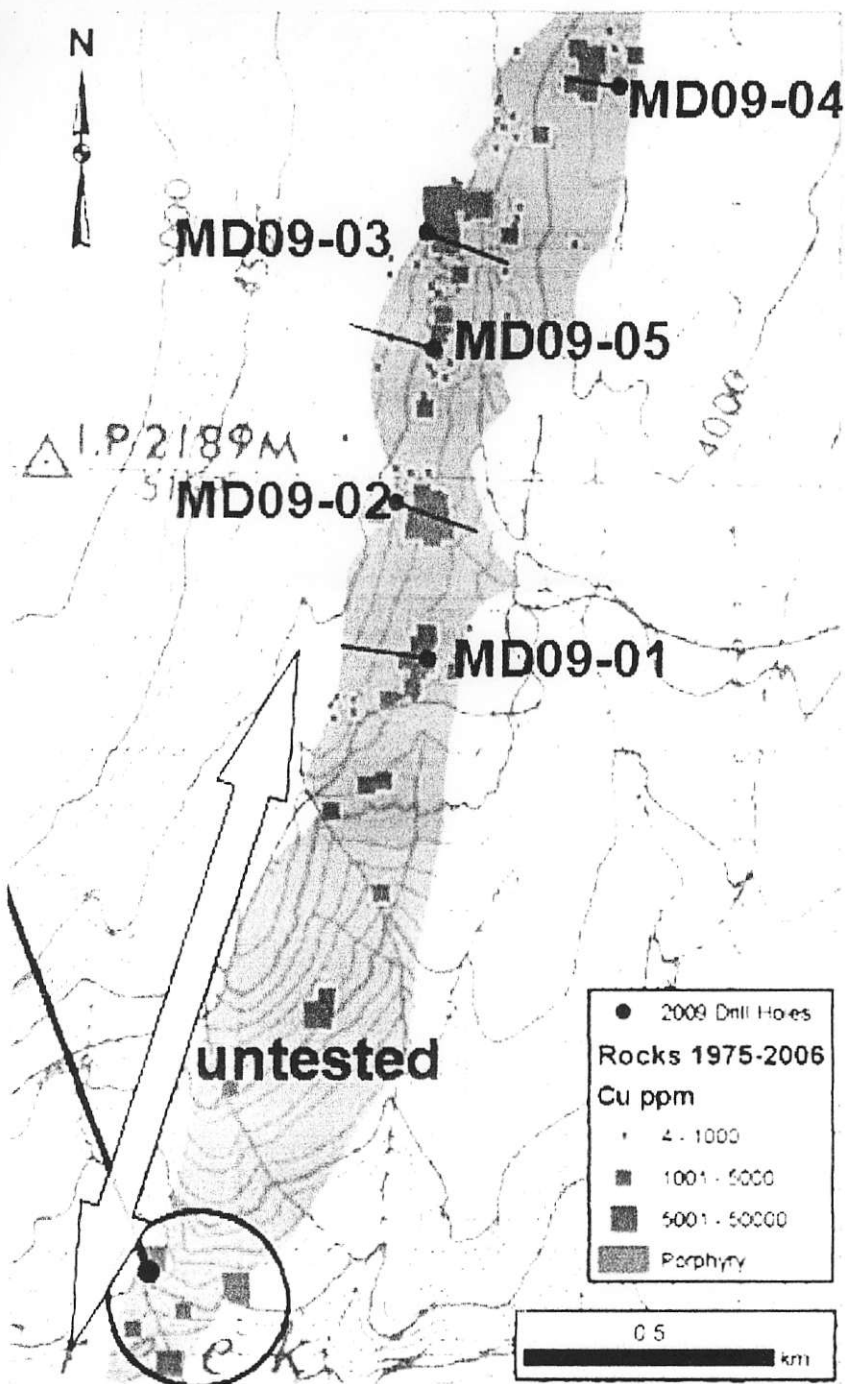 N
MD09-04
MD09-03
MD09-05
4000
I.P. 2189M
MD09-02
MD09-01
untested
2009 Drill Holes
Rocks 1975-2006
Cu ppm
4 - 1000
1001 - 5000
5001 - 50000
Porphyry
0.5
km